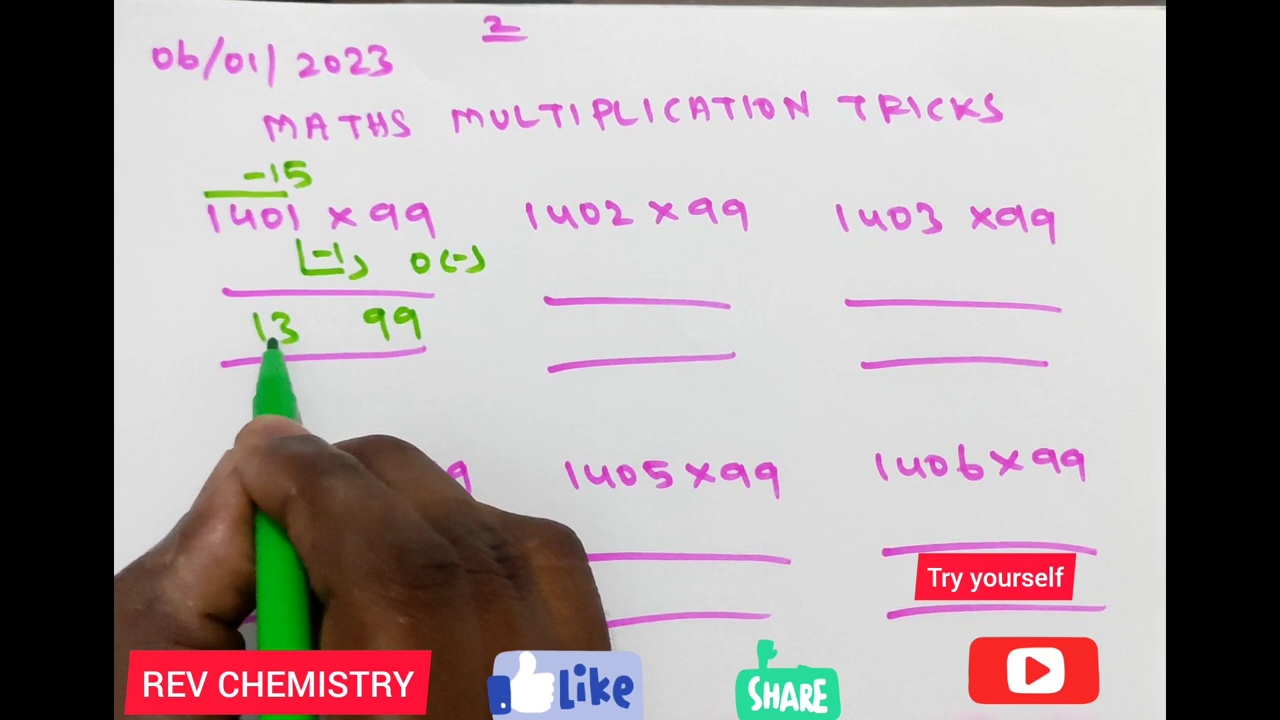 2
06/01/2023
MATHS MULTIPLICATION TRICKS
-15
1401 x 99 1402 x 99 1403 x 99
-1 0 (-)
13 99
9 1405 x 99 1406 x 99
Try yourself
REV CHEMISTRY Like SHARE